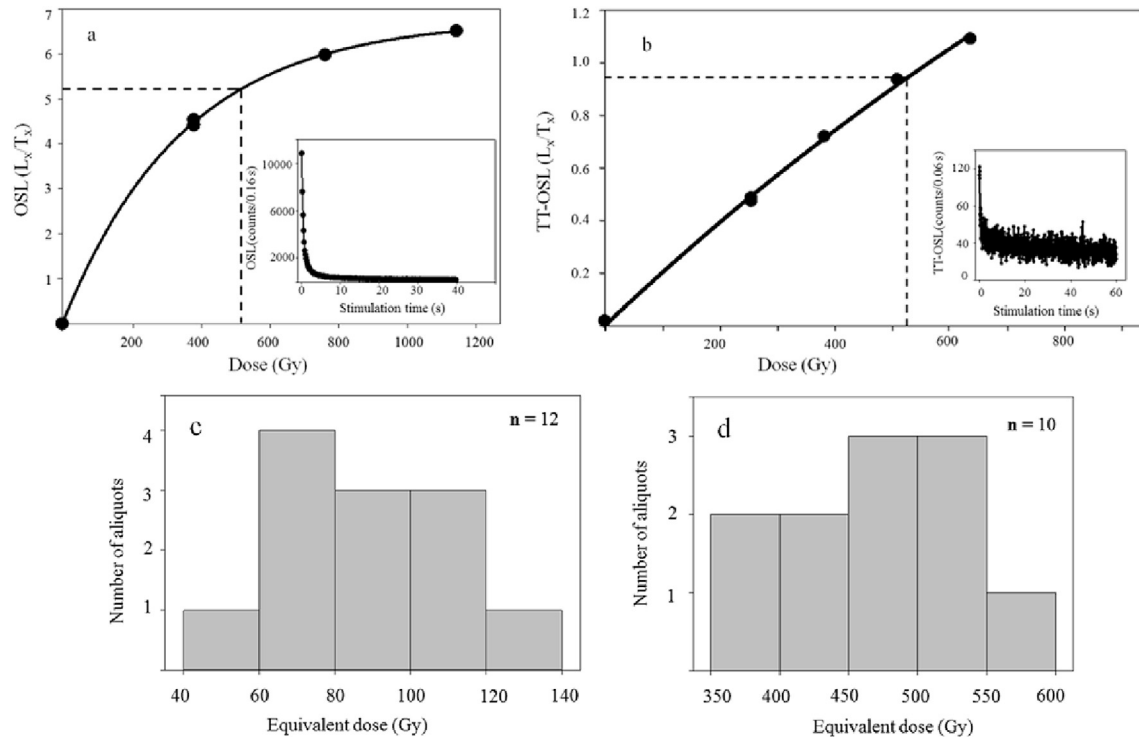 a
OSL (Lx/Tx)
7
6
5
4
3
2
1
200 400 600 800 1000 1200
Dose (Gy)
OSL(counts/0.16 s)
10000
6000
2000
0 10 20 30 40
Stimulation time (s)
b
TT-OSL (Lx/Tx)
1.2
1.0
0.8
0.6
0.4
0.2
200 400 600 800
Dose (Gy)
TT-OSL(counts/0.06 s)
120
60
40
0
0 20 40 60
Stimulation time (s)
c
n = 12
Number of aliquots
4
3
2
1
40 60 80 100 120 140
Equivalent dose (Gy)
d
n = 10
Number of aliquots
3
2
1
350 400 450 500 550 600
Equivalent dose (Gy)